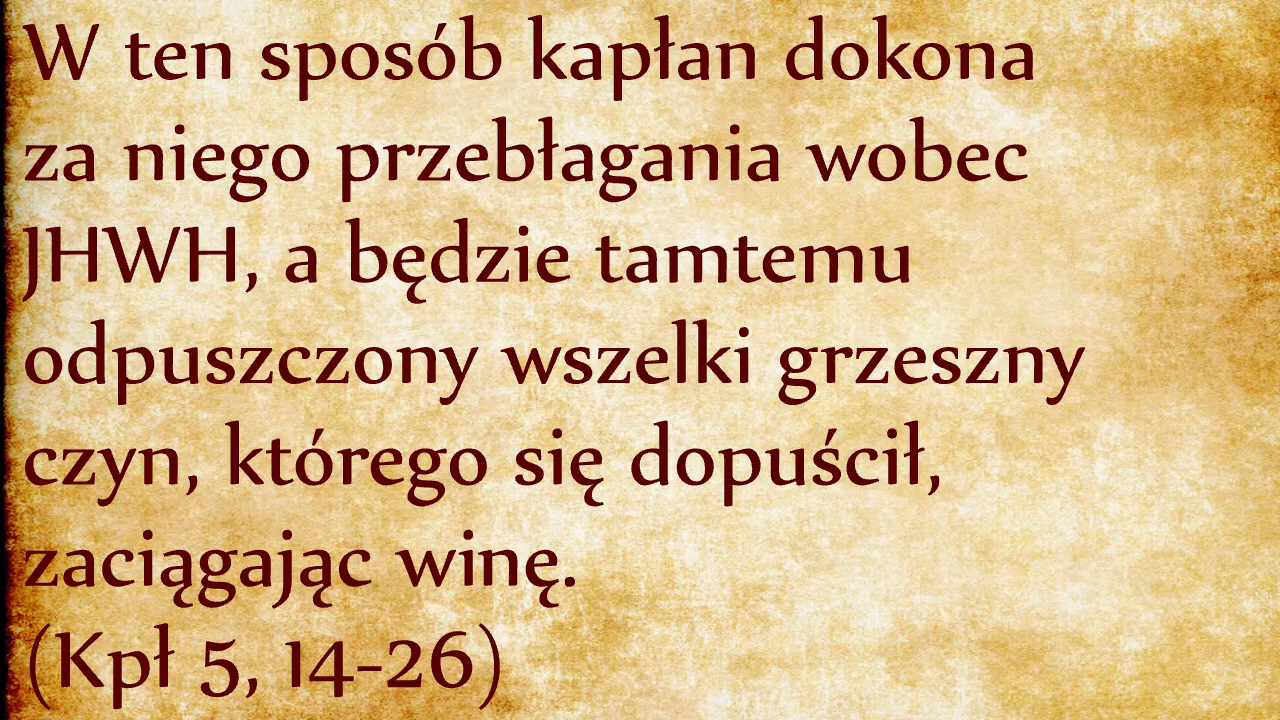 W ten sposób kapłan dokona
za niego przebłagania wobec
JHWH, a będzie tamtemu
odpuszczony wszelki grzeszny
czyn, którego się dopuścił,
zaciągając winę.
(Kpł 5, 14-26)